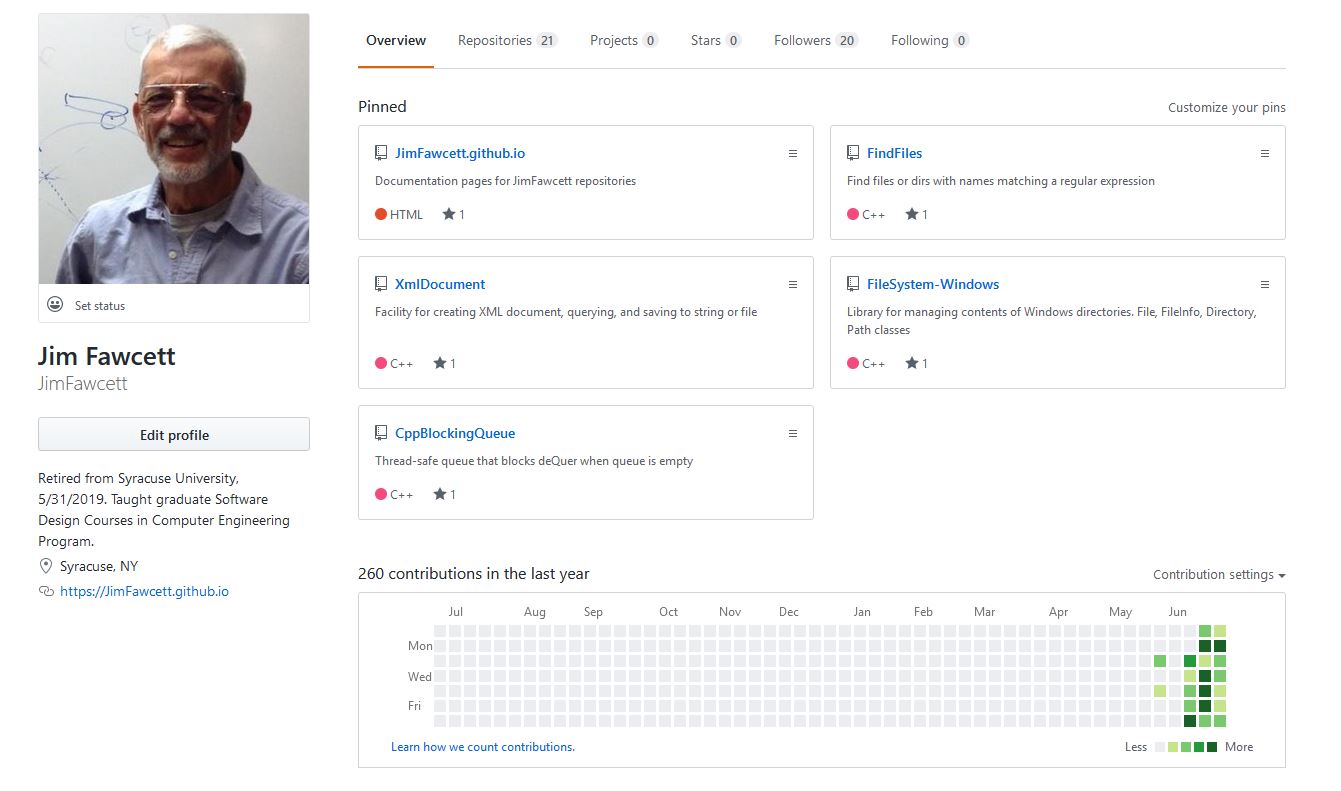 Overview Repositories 21 Projects 0 Stars 0 Followers 20 Following 0
Set status
Jim Fawcett
JimFawcett
Edit profile
Retired from Syracuse University,
5/31/2019. Taught graduate Software
Design Courses in Computer Engineering
Program.
Syracuse, NY
https://JimFawcett.github.io
Pinned
Customize your pins
JimFawcett.github.io
Documentation pages for JimFawcett repositories
HTML 1
FindFiles
Find files or dirs with names matching a regular expression
C++ 1
XmlDocument
Facility for creating XML document, querying, and saving to string or file
C++ 1
FileSystem-Windows
Library for managing contents of Windows directories. File, FileInfo, Directory,
Path classes
C++ 1
CppBlockingQueue
Thread-safe queue that blocks deQuer when queue is empty
C++ 1
260 contributions in the last year
Contribution settings
Jul Aug Sep Oct Nov Dec Jan Feb Mar Apr May Jun
Mon
Wed
Fri
Learn how we count contributions.
Less More